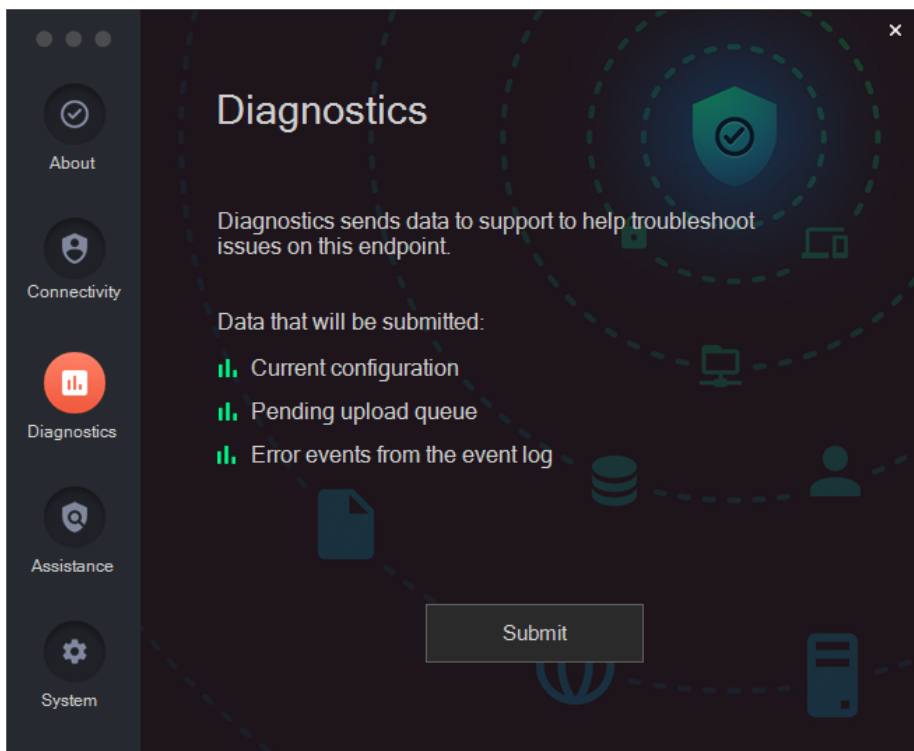 About
Connectivity
Diagnostics
Assistance
System
Diagnostics
Diagnostics sends data to support to help troubleshoot
issues on this endpoint.
Data that will be submitted:
Current configuration
Pending upload queue
Error events from the event log
Submit